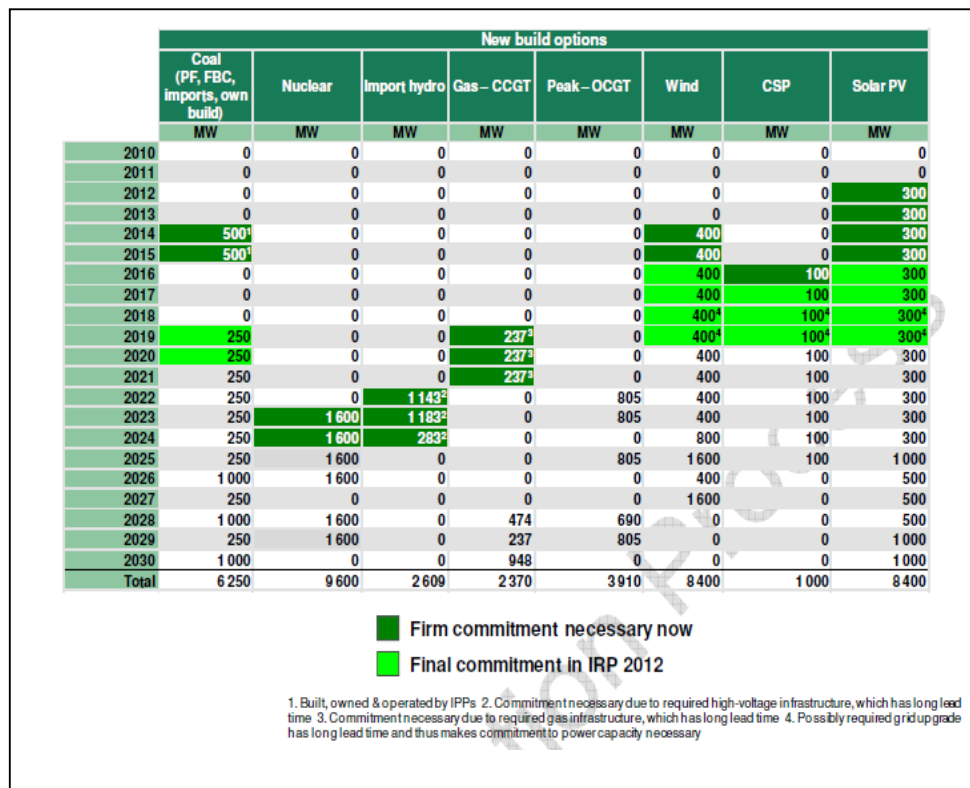 New build options
Coal (PF, FBC, imports, own build) Nuclear Import hydro Gas – CCGT Peak – OCGT Wind CSP Solar PV
MW MW MW MW MW MW MW MW
2010 0 0 0 0 0 0 0 0
2011 0 0 0 0 0 0 0 0
2012 0 0 0 0 0 0 0 300
2013 0 0 0 0 0 0 0 300
2014 500¹ 0 0 0 0 400 0 300
2015 500¹ 0 0 0 0 400 0 300
2016 0 0 0 0 0 400 100 300
2017 0 0 0 0 0 400 100 300
2018 0 0 0 0 0 400⁴ 100⁴ 300⁴
2019 250 0 0 237³ 0 400⁴ 100⁴ 300⁴
2020 250 0 0 237³ 0 400 100 300
2021 250 0 0 237³ 0 400 100 300
2022 250 0 1 143² 0 805 400 100 300
2023 250 1 600 1 183² 0 805 400 100 300
2024 250 1 600 283² 0 0 800 100 300
2025 250 1 600 0 0 805 1 600 100 1 000
2026 1 000 1 600 0 0 0 400 0 500
2027 250 0 0 0 0 1 600 0 500
2028 1 000 1 600 0 474 690 0 0 500
2029 250 1 600 0 237 805 0 0 1 000
2030 1 000 0 0 948 0 0 0 1 000
Total 6 250 9 600 2 609 2 370 3 910 8 400 1 000 8 400
Firm commitment necessary now
Final commitment in IRP 2012
1. Built, owned & operated by IPPs 2. Commitment necessary due to required high-voltage infrastructure, which has long lead
time 3. Commitment necessary due to required gas infrastructure, which has long lead time 4. Possibly required grid upgrade
has long lead time and thus makes commitment to power capacity necessary